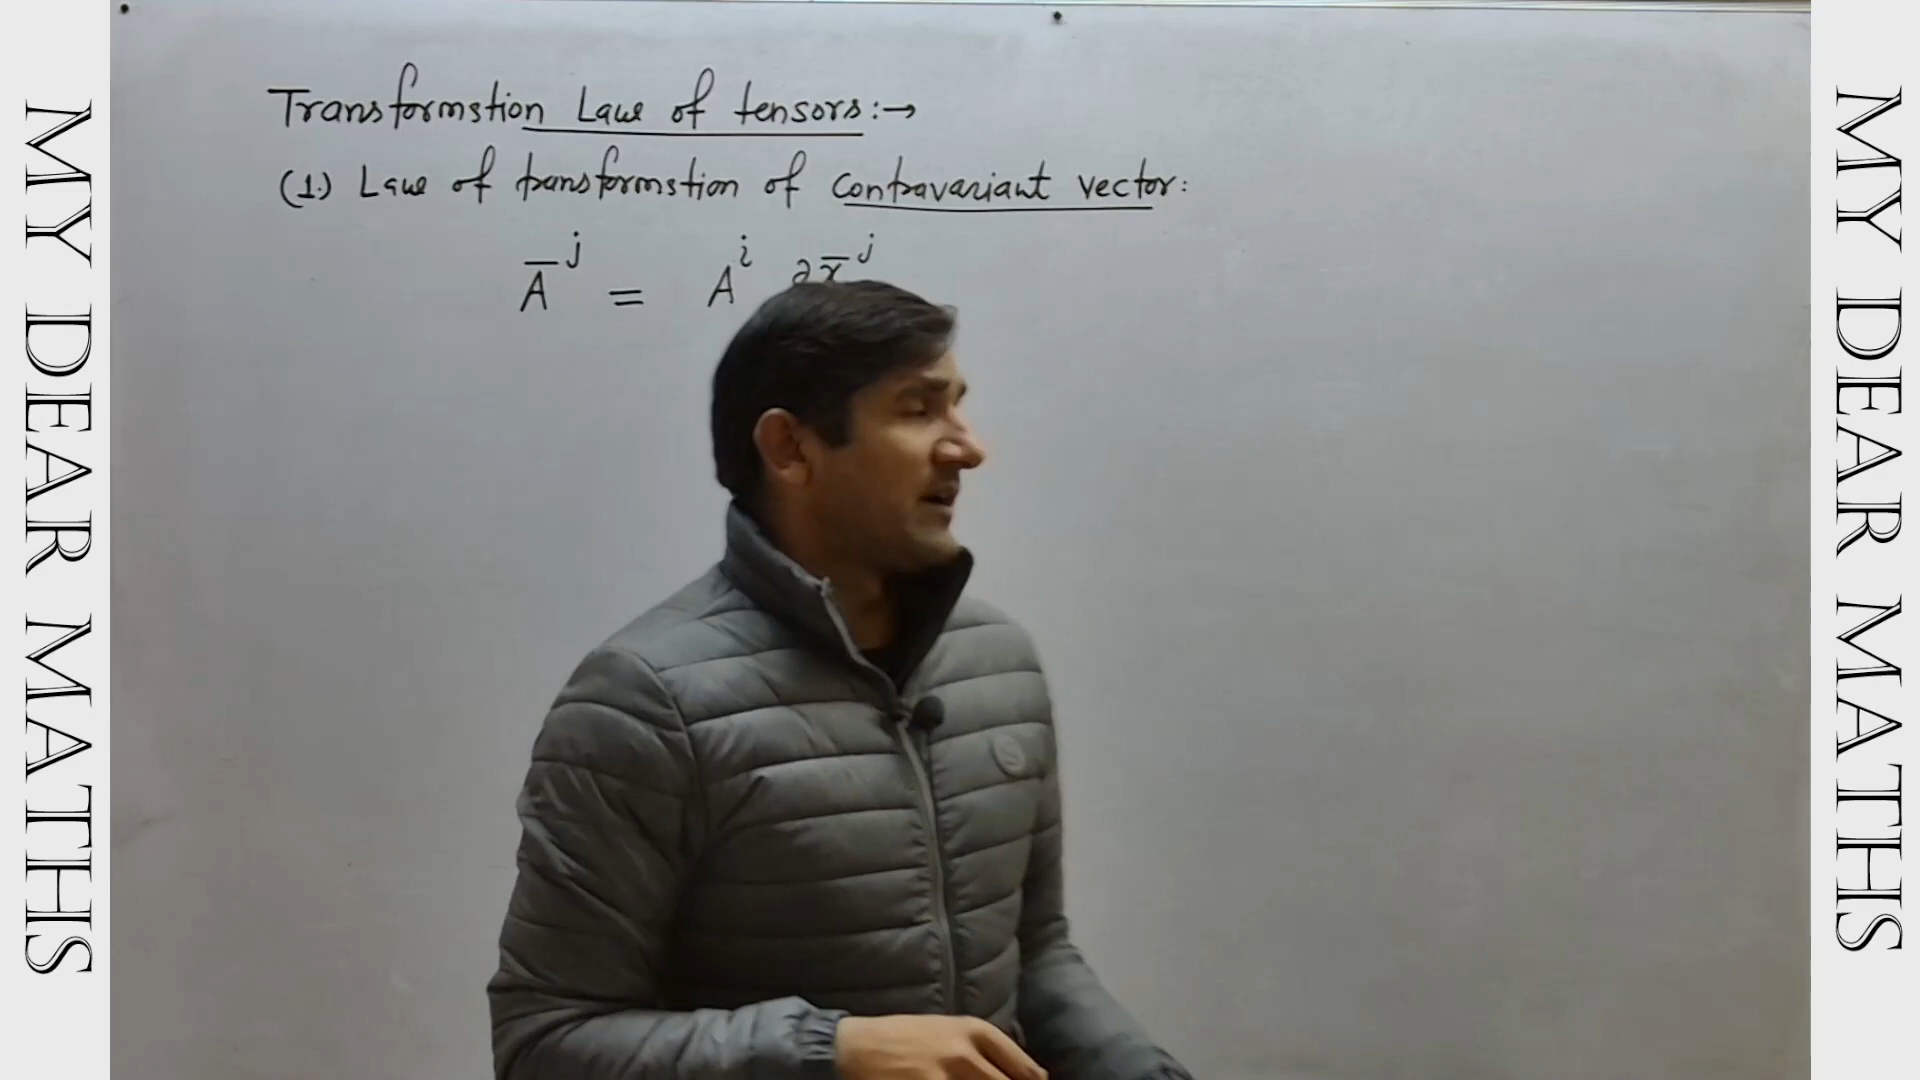 MY DEAR MATHS
Transformstion Law of tensors:→
(1.) Law of transformstion of Contravariant vector:
A̅ʲ = Aⁱ ∂x̅ʲ
MY DEAR MATHS